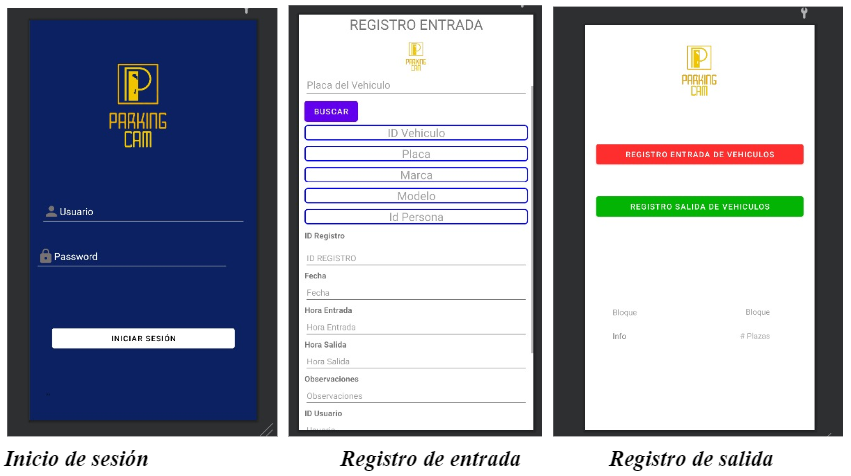 PARKING
CAM
Usuario
Password
INICIAR SESIÓN
Inicio de sesión
REGISTRO ENTRADA
PARKING
CAM
Placa del Vehiculo
BUSCAR
ID Vehiculo
Placa
Marca
Modelo
Id Persona
ID Registro
ID REGISTRO
Fecha
Fecha
Hora Entrada
Hora Entrada
Hora Salida
Hora Salida
Observaciones
Observaciones
ID Usuario
Registro de entrada
PARKING
CAM
REGISTRO ENTRADA DE VEHICULOS
REGISTRO SALIDA DE VEHICULOS
Bloque Bloque
Info # Plazas
Registro de salida